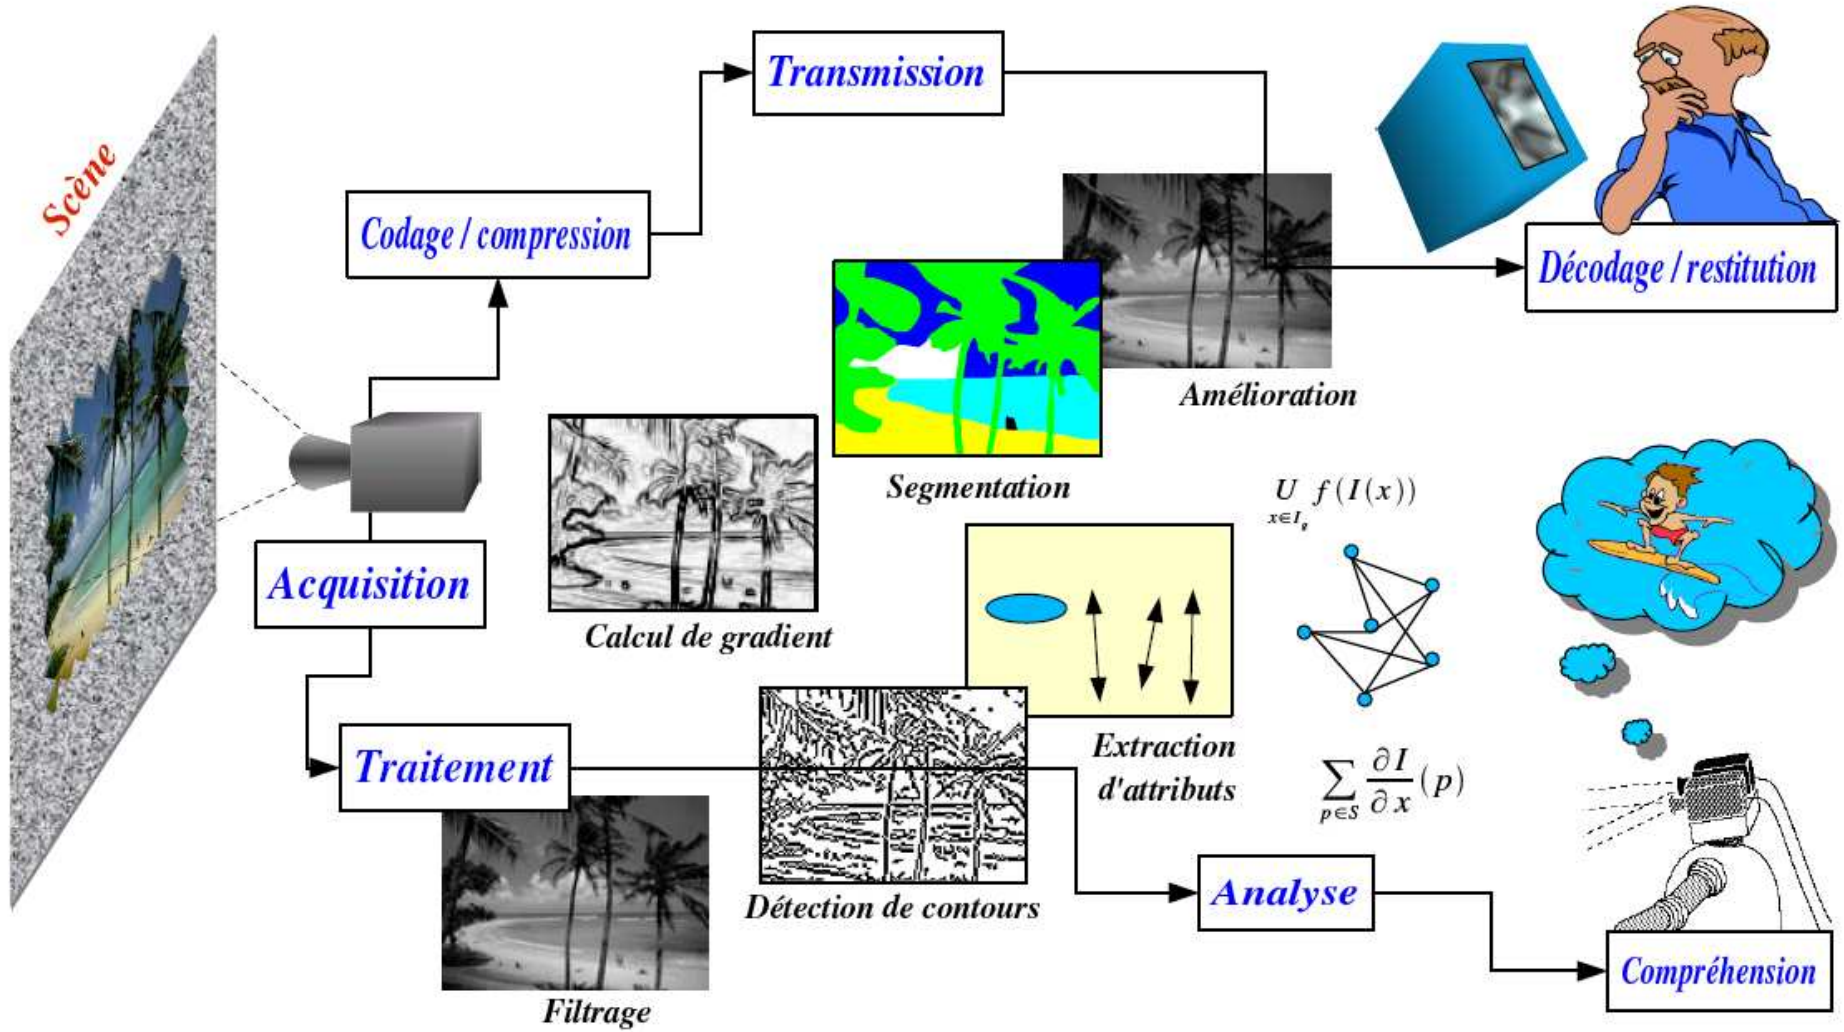 Scène
Transmission
Codage / compression
Décodage / restitution
Amélioration
Segmentation
U f(I(x))
x∈I_q
Acquisition
Calcul de gradient
Extraction
d'attributs
∑ ∂I/∂x (p)
p∈S
Traitement
Analyse
Détection de contours
Compréhension
Filtrage